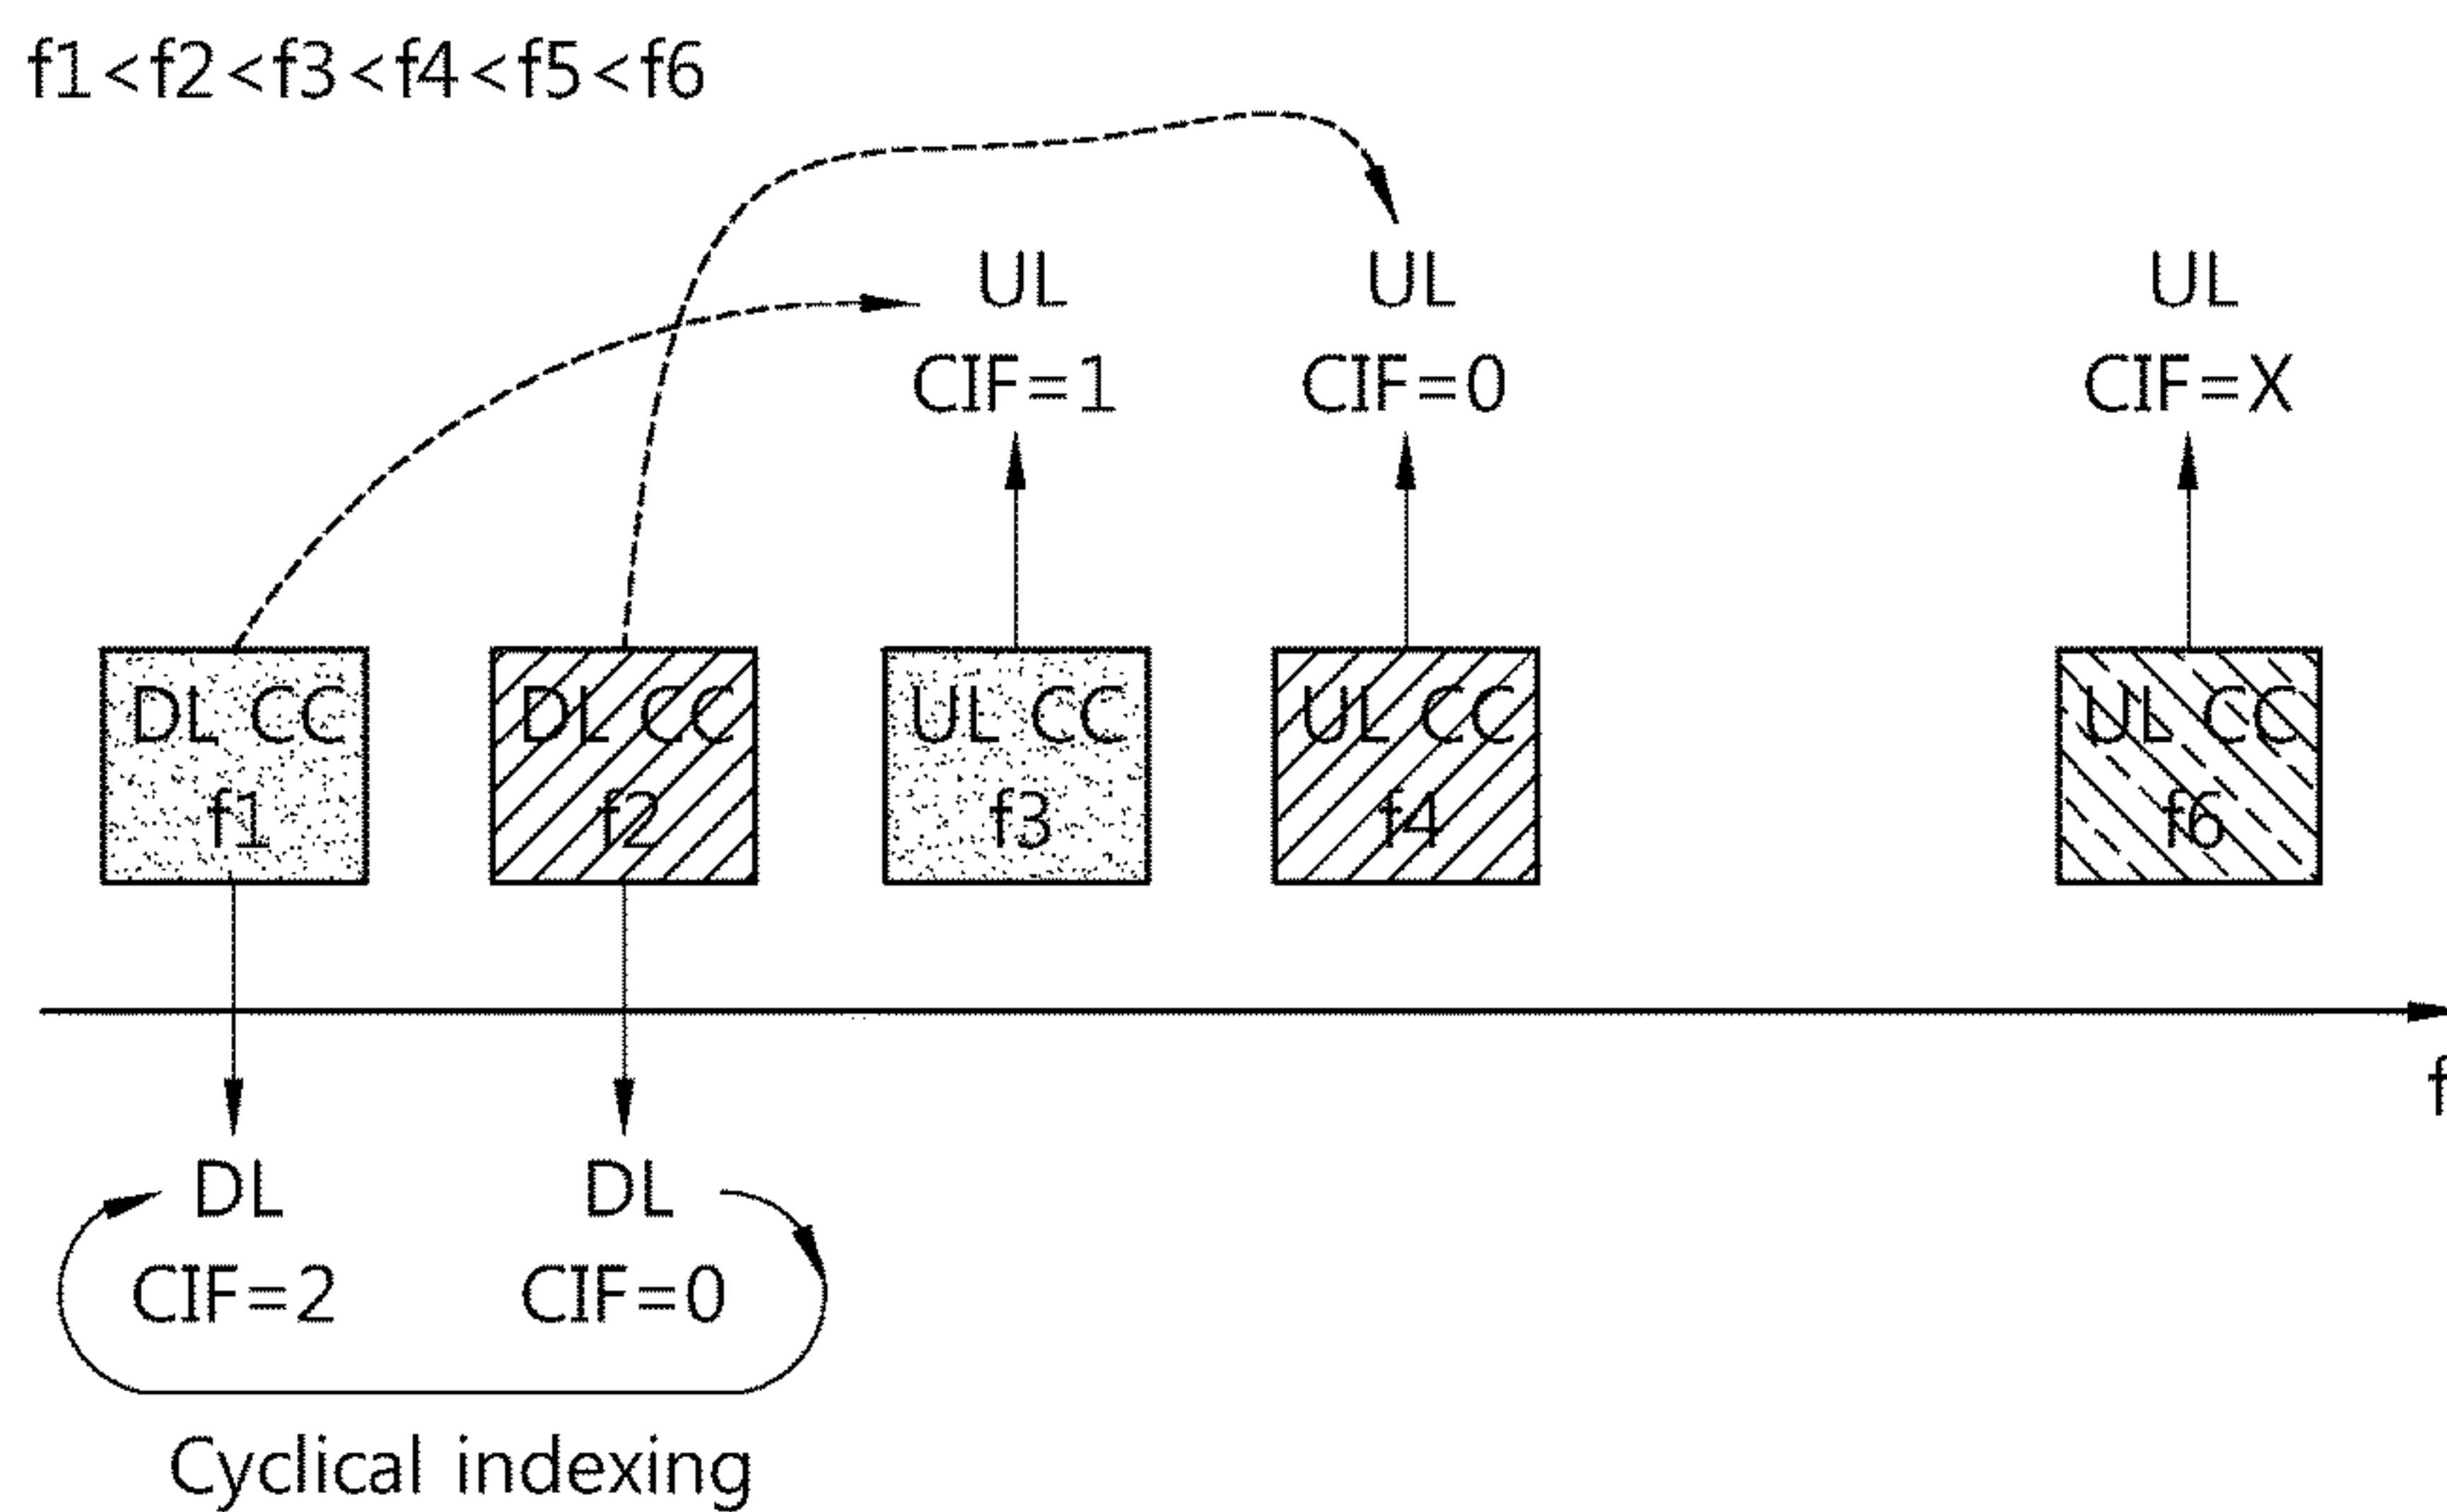 f1<f2<f3<f4<f5<f6
UL UL UL
CIF=1 CIF=0 CIF=X
DL CC DL CC UL CC UL CC UL CC
f1 f2 f3 f4 f6
f
DL DL
CIF=2 CIF=0
Cyclical indexing